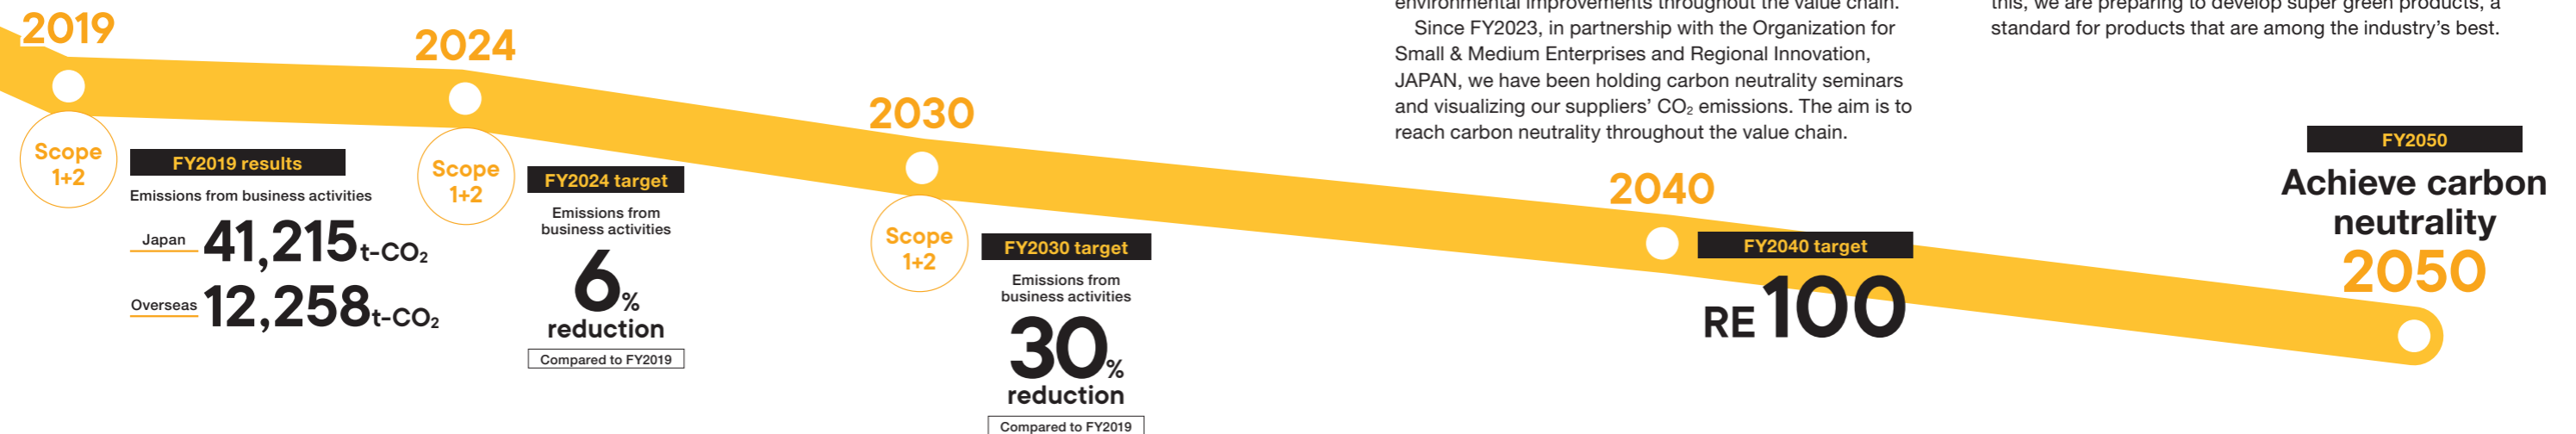 environmental improvements throughout the value chain.
Since FY2023, in partnership with the Organization for
Small & Medium Enterprises and Regional Innovation,
JAPAN, we have been holding carbon neutrality seminars
and visualizing our suppliers' CO₂ emissions. The aim is to
reach carbon neutrality throughout the value chain.
this, we are preparing to develop super green products, a
standard for products that are among the industry's best.
2019
Scope
1+2
FY2019 results
Emissions from business activities
Japan 41,215t-CO₂
Overseas 12,258t-CO₂
2024
Scope
1+2
FY2024 target
Emissions from
business activities
6%
reduction
Compared to FY2019
2030
Scope
1+2
FY2030 target
Emissions from
business activities
30%
reduction
Compared to FY2019
2040
FY2040 target
RE100
FY2050
Achieve carbon
neutrality
2050